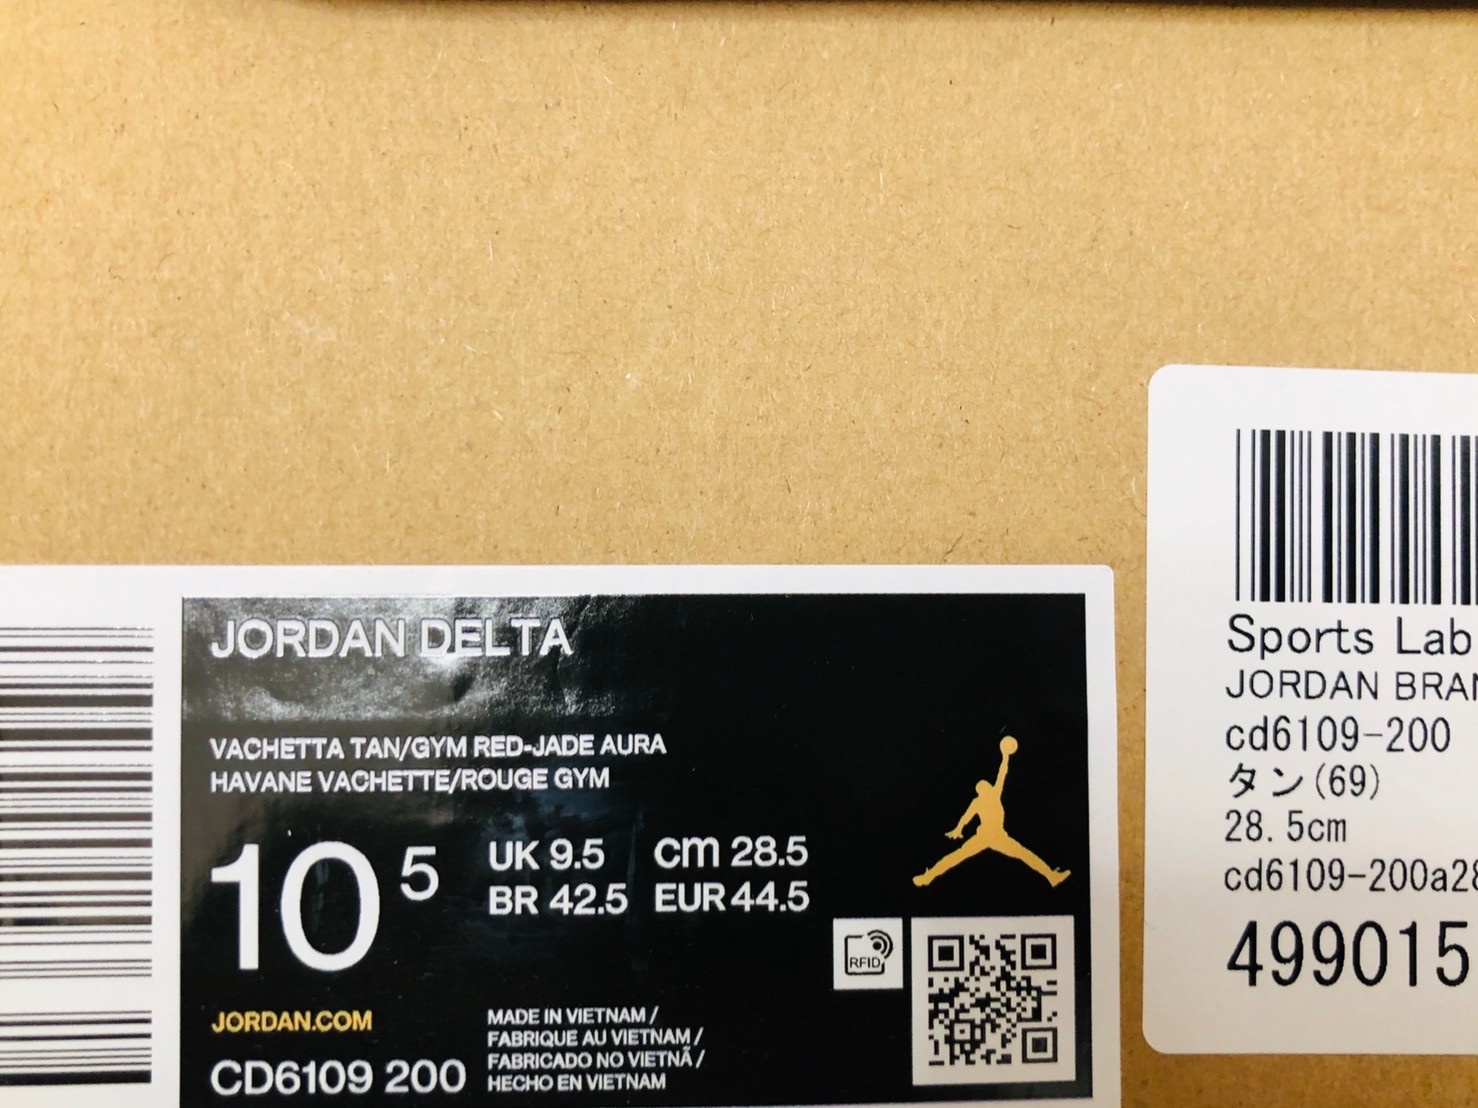 JORDAN DELTA
VACHETTA TAN/GYM RED-JADE AURA
HAVANE VACHETTE/ROUGE GYM
10 5
UK 9.5 cm 28.5
BR 42.5 EUR 44.5
RFID
JORDAN.COM
CD6109 200
MADE IN VIETNAM /
FABRIQUE AU VIETNAM /
FABRICADO NO VIETNÃ /
HECHO EN VIETNAM
Sports Lab
JORDAN BRAN
cd6109-200
タン(69)
28.5cm
cd6109-200a28
499015